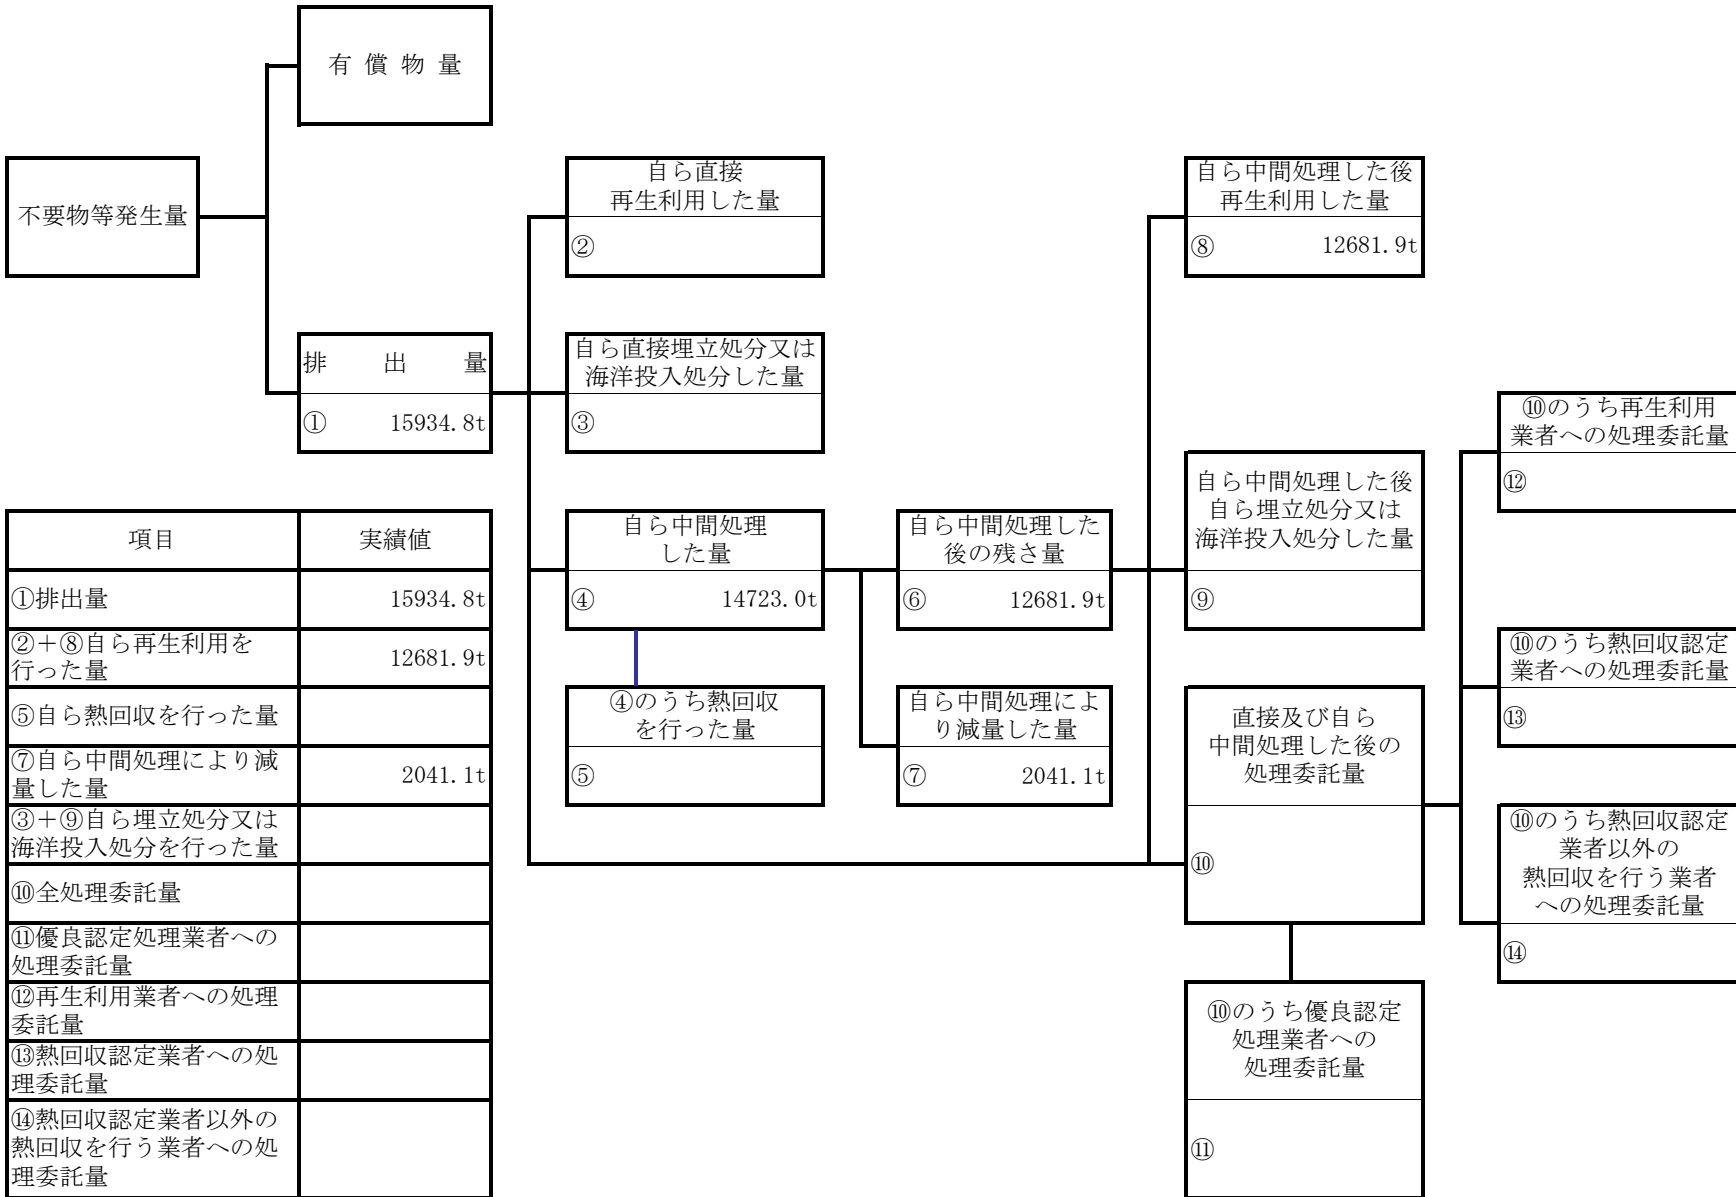 有償物量
不要物等発生量
排出量
① 15934.8t
自ら直接
再生利用した量
②
自ら直接埋立処分又は
海洋投入処分した量
③
自ら中間処理
した量
④ 14723.0t
④のうち熱回収
を行った量
⑤
自ら中間処理した
後の残さ量
⑥ 12681.9t
自ら中間処理によ
り減量した量
⑦ 2041.1t
自ら中間処理した後
再生利用した量
⑧ 12681.9t
自ら中間処理した後
自ら埋立処分又は
海洋投入処分した量
⑨
直接及び自ら
中間処理した後の
処理委託量
⑩
⑩のうち優良認定
処理業者への
処理委託量
⑪
⑩のうち再生利用
業者への処理委託量
⑫
⑩のうち熱回収認定
業者への処理委託量
⑬
⑩のうち熱回収認定
業者以外の
熱回収を行う業者
への処理委託量
⑭
項目 実績値
①排出量 15934.8t
②+⑧自ら再生利用を
行った量 12681.9t
⑤自ら熱回収を行った量
⑦自ら中間処理により減
量した量 2041.1t
③+⑨自ら埋立処分又は
海洋投入処分を行った量
⑩全処理委託量
⑪優良認定処理業者への
処理委託量
⑫再生利用業者への処理
委託量
⑬熱回収認定業者への処
理委託量
⑭熱回収認定業者以外の
熱回収を行う業者への処
理委託量